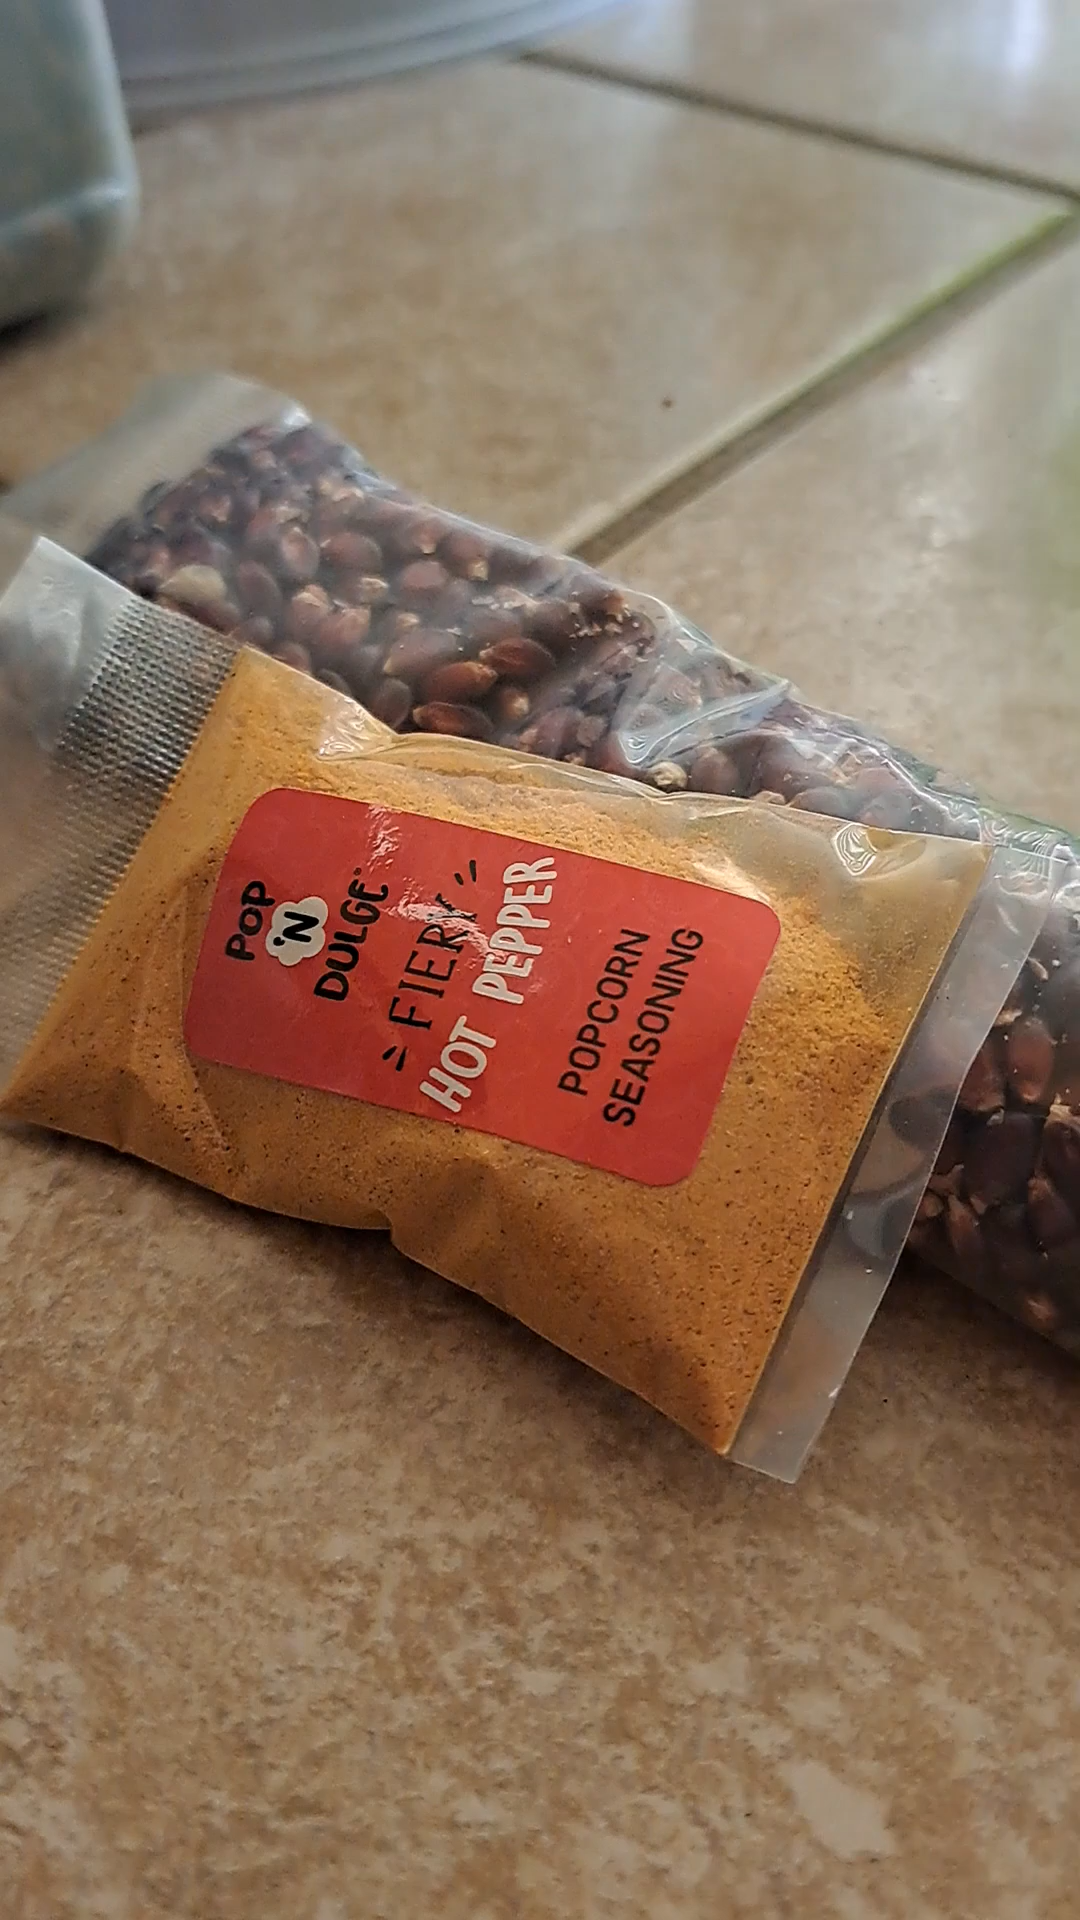 POP
'N
DULGE®
FIERY
HOT PEPPER
POPCORN
SEASONING